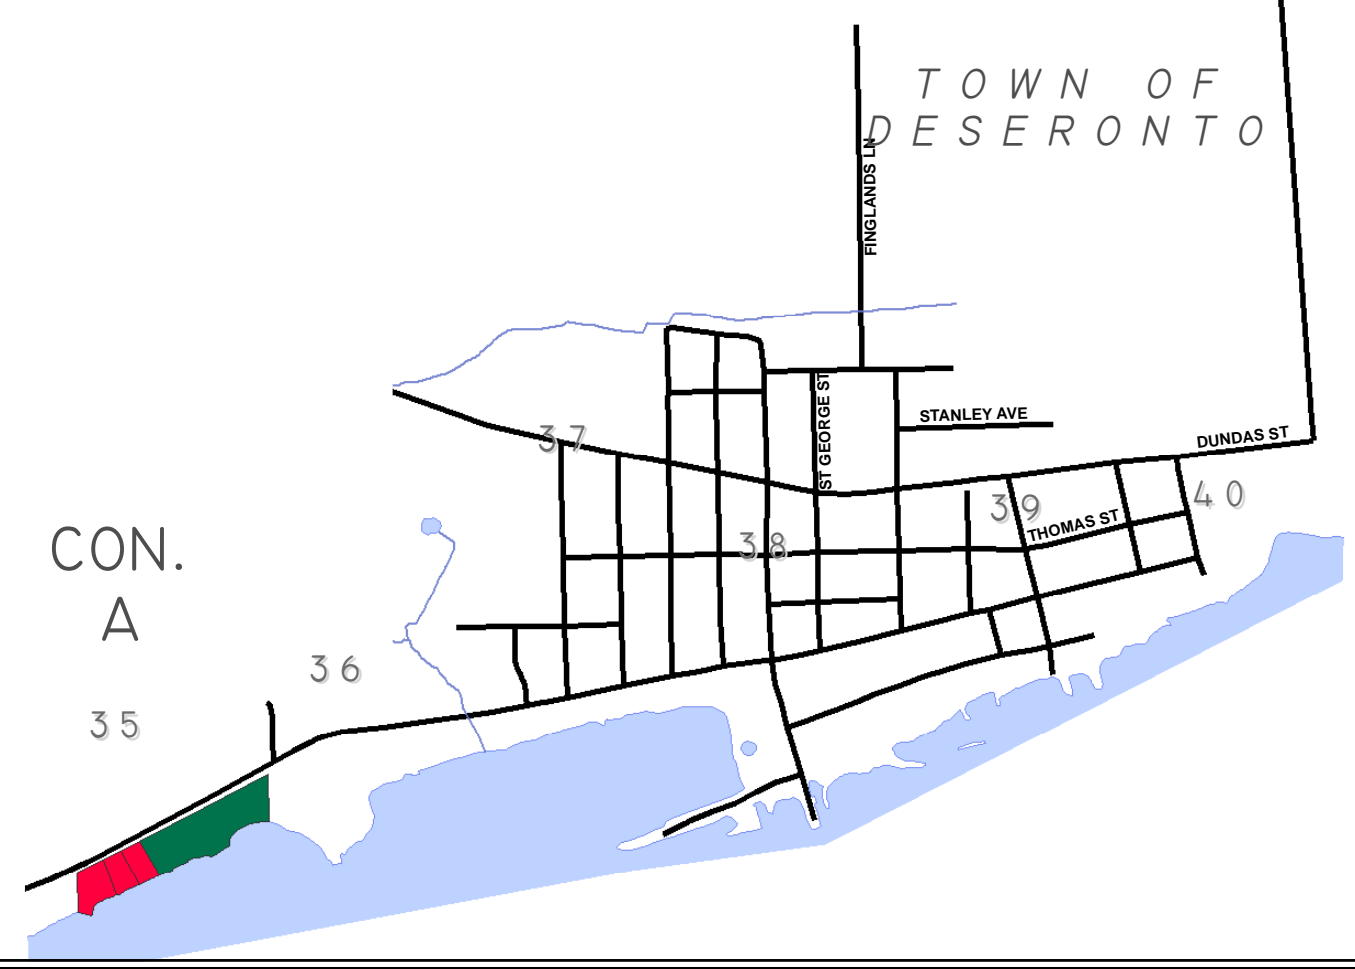 TOWN OF
DESERONTO
FINGLANDS LN
ST GEORGE ST
STANLEY AVE
DUNDAS ST
37
40
39
THOMAS ST
38
CON.
A
36
35